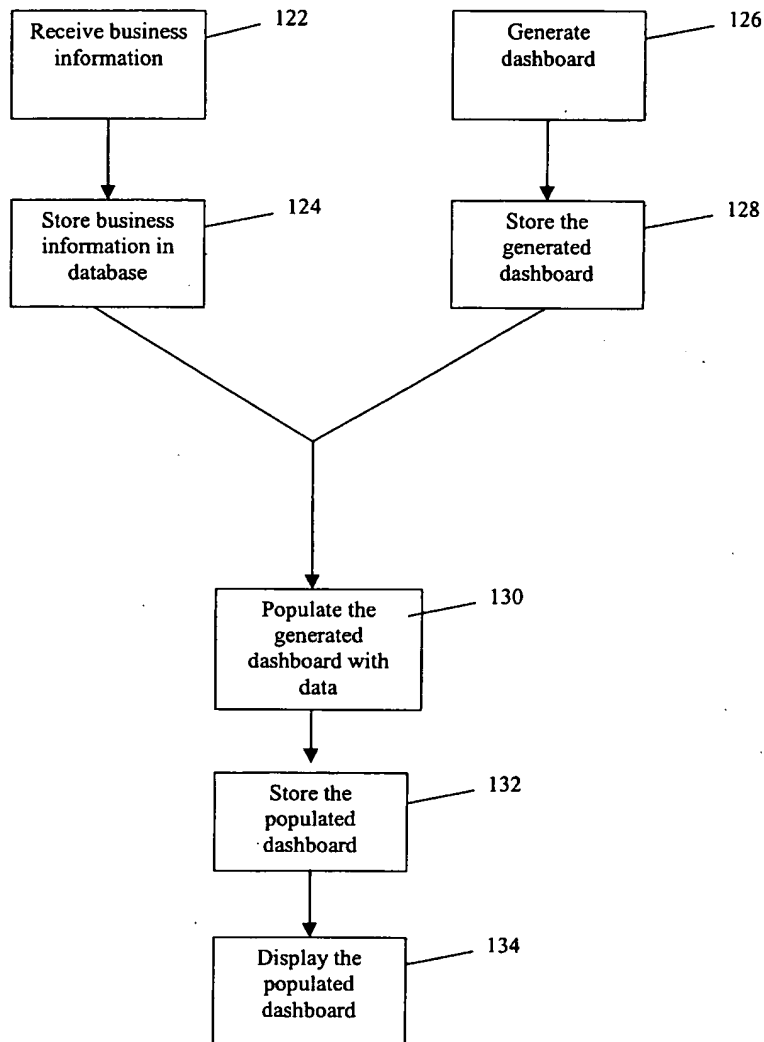 Receive business
information
122
Generate
dashboard
126
Store business
information in
database
124
Store the
generated
dashboard
128
Populate the
generated
dashboard with
data
130
Store the
populated
dashboard
132
Display the
populated
dashboard
134